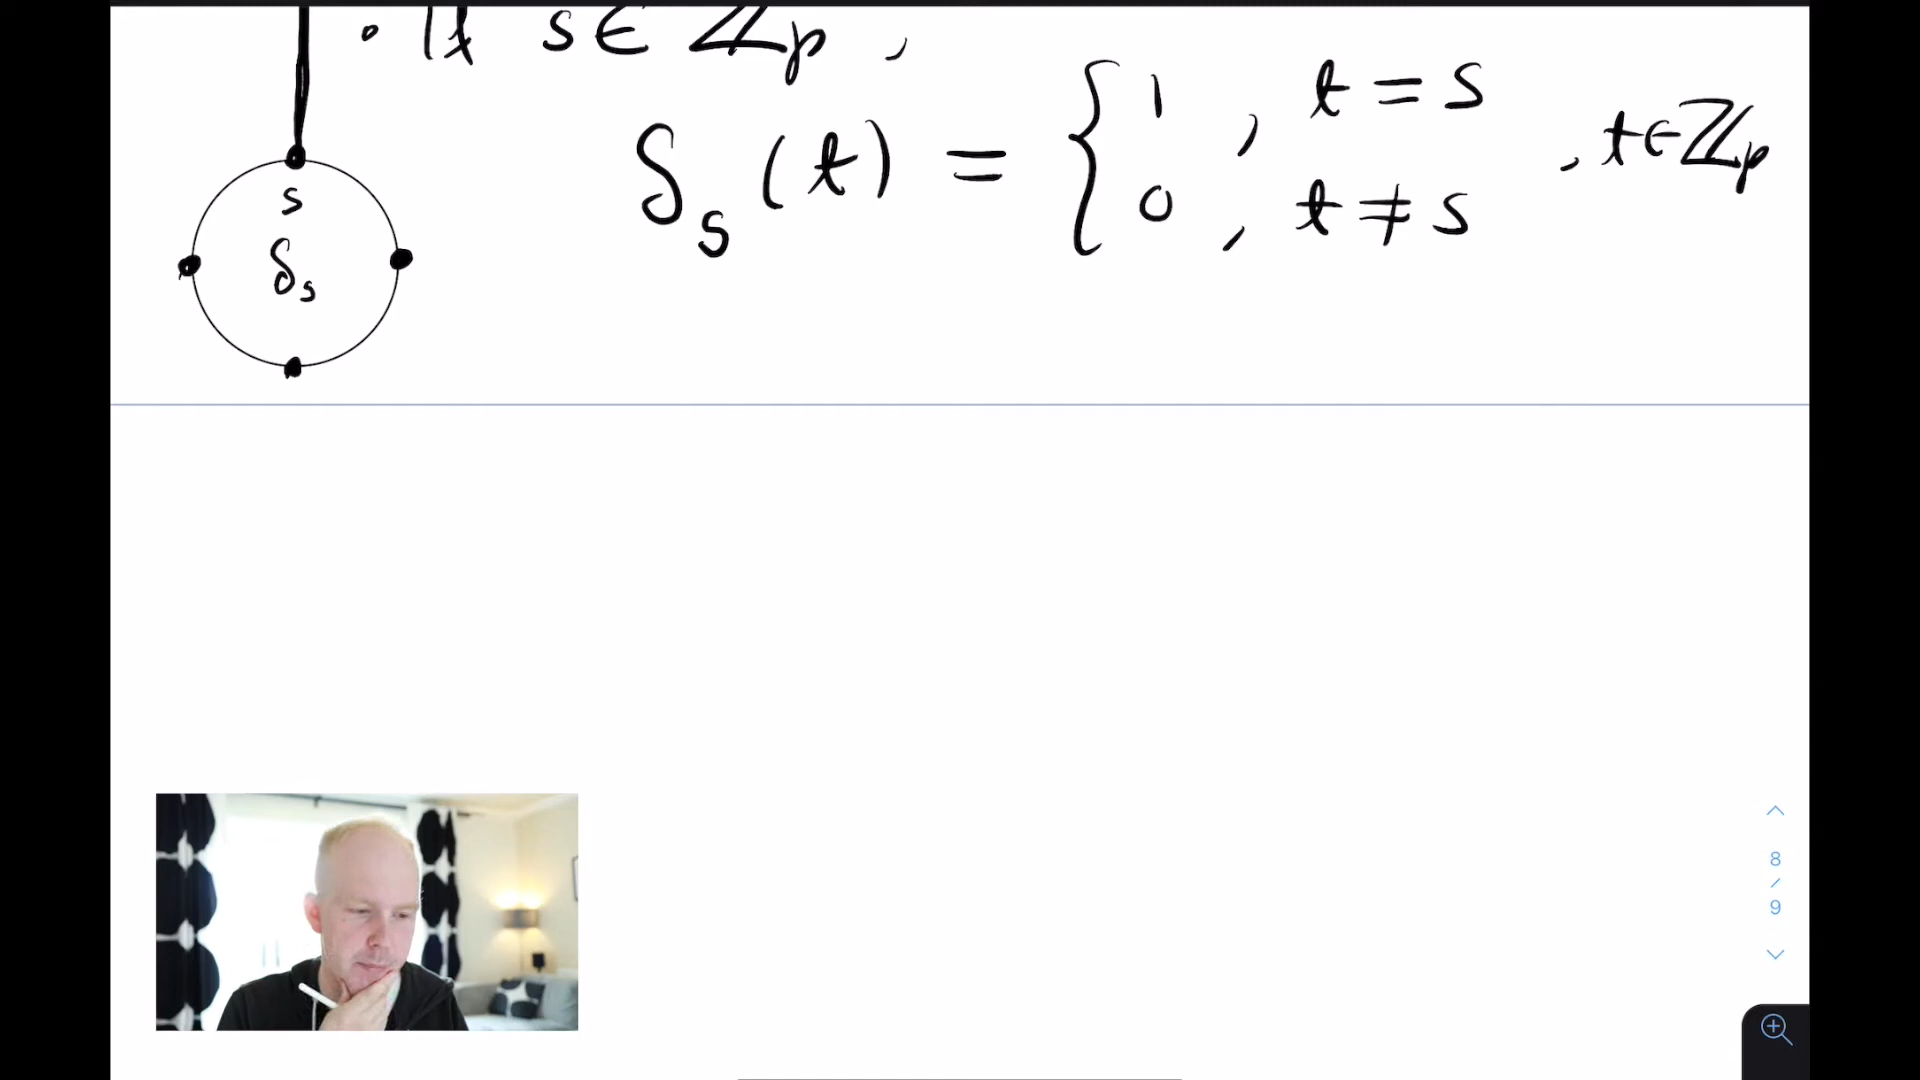 • If s ∈ ℤ_p ,
δ_s (t) = { 1 , t = s
0 , t ≠ s
, t ∈ ℤ_p
s
δ_s
8
/
9